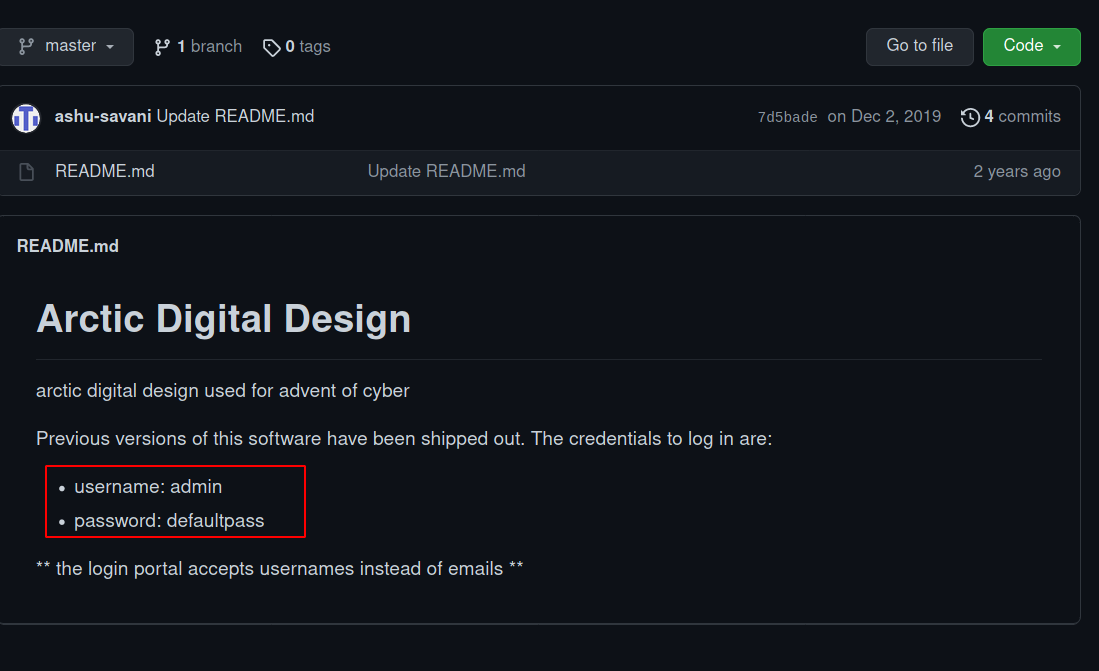 master 1 branch 0 tags Go to file Code
ashu-savani Update README.md 7d5bade on Dec 2, 2019 4 commits
README.md Update README.md 2 years ago
README.md
Arctic Digital Design
arctic digital design used for advent of cyber
Previous versions of this software have been shipped out. The credentials to log in are:
• username: admin
• password: defaultpass
** the login portal accepts usernames instead of emails **